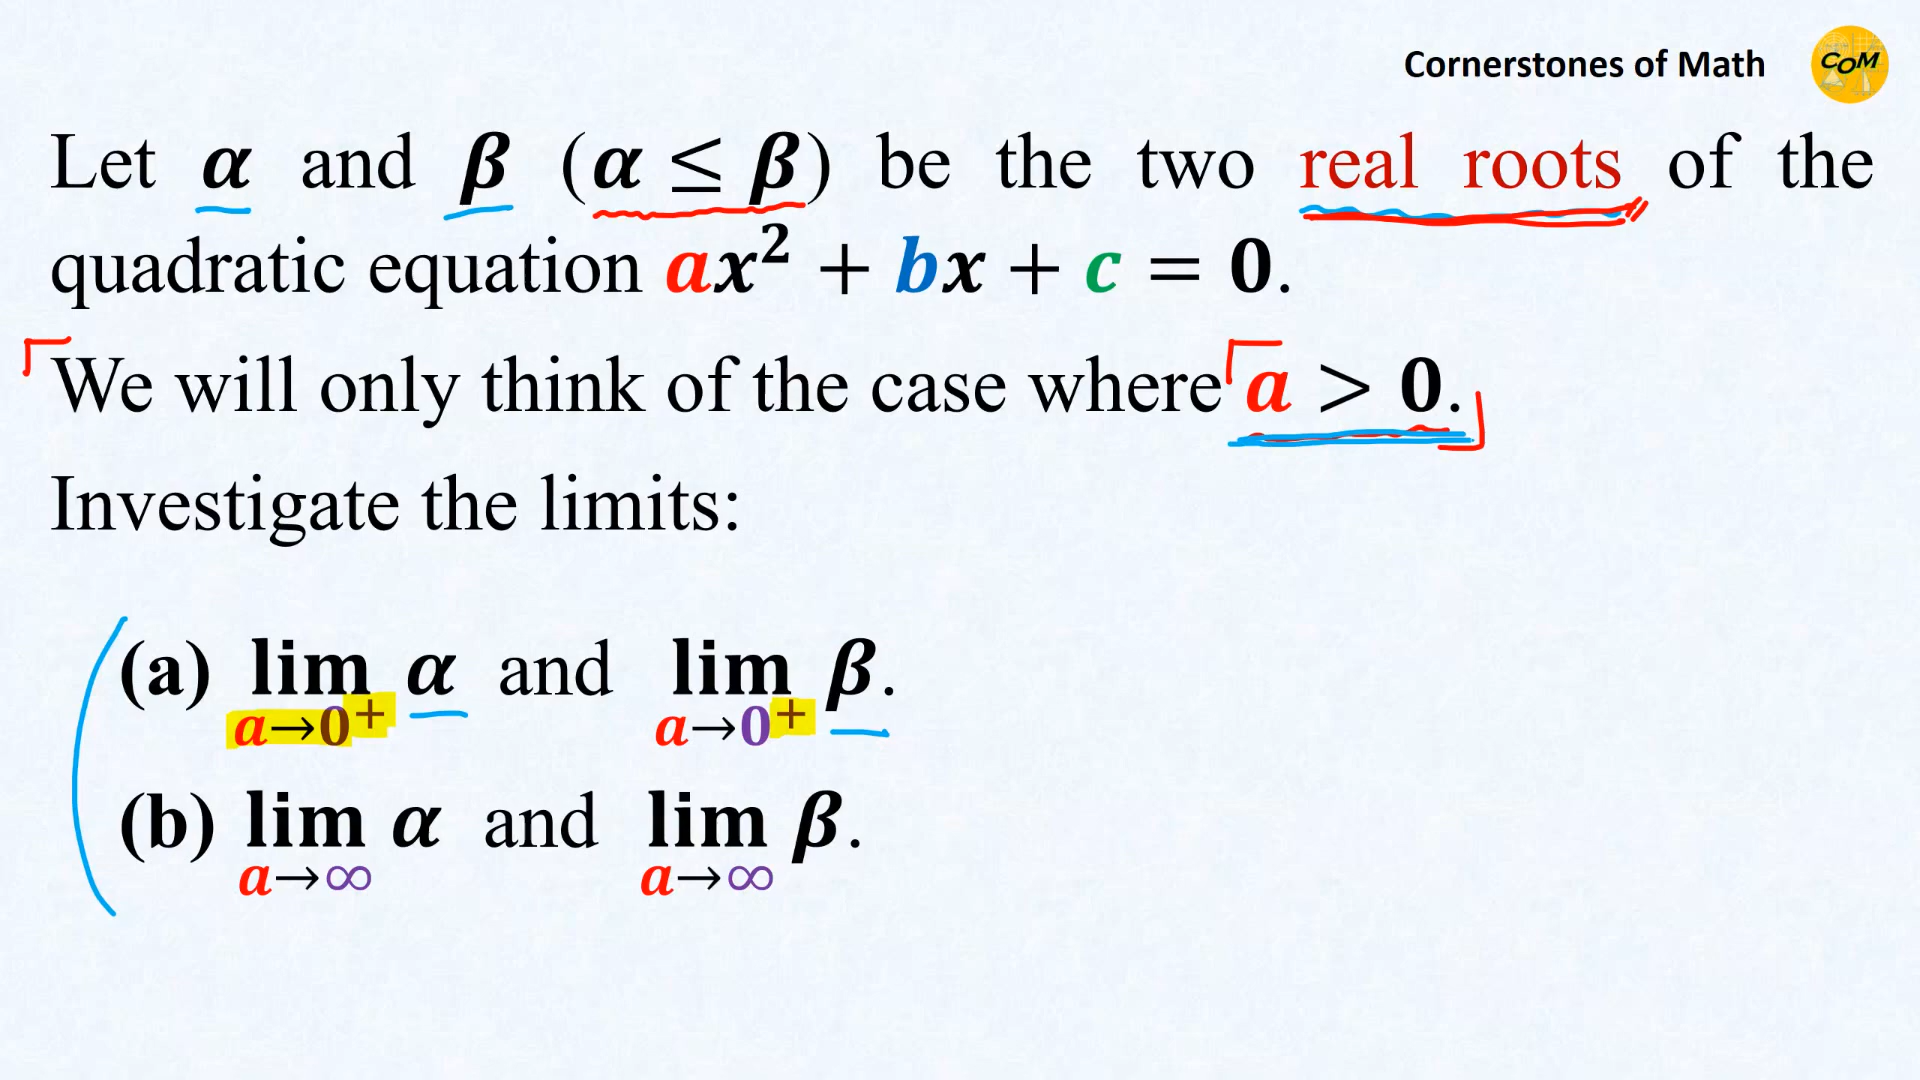 Cornerstones of Math
CoM
Let α and β (α ≤ β) be the two real roots of the
quadratic equation ax² + bx + c = 0.
We will only think of the case where a > 0.
Investigate the limits:
(a) lim α and lim β.
a→0⁺ a→0⁺
(b) lim α and lim β.
a→∞ a→∞